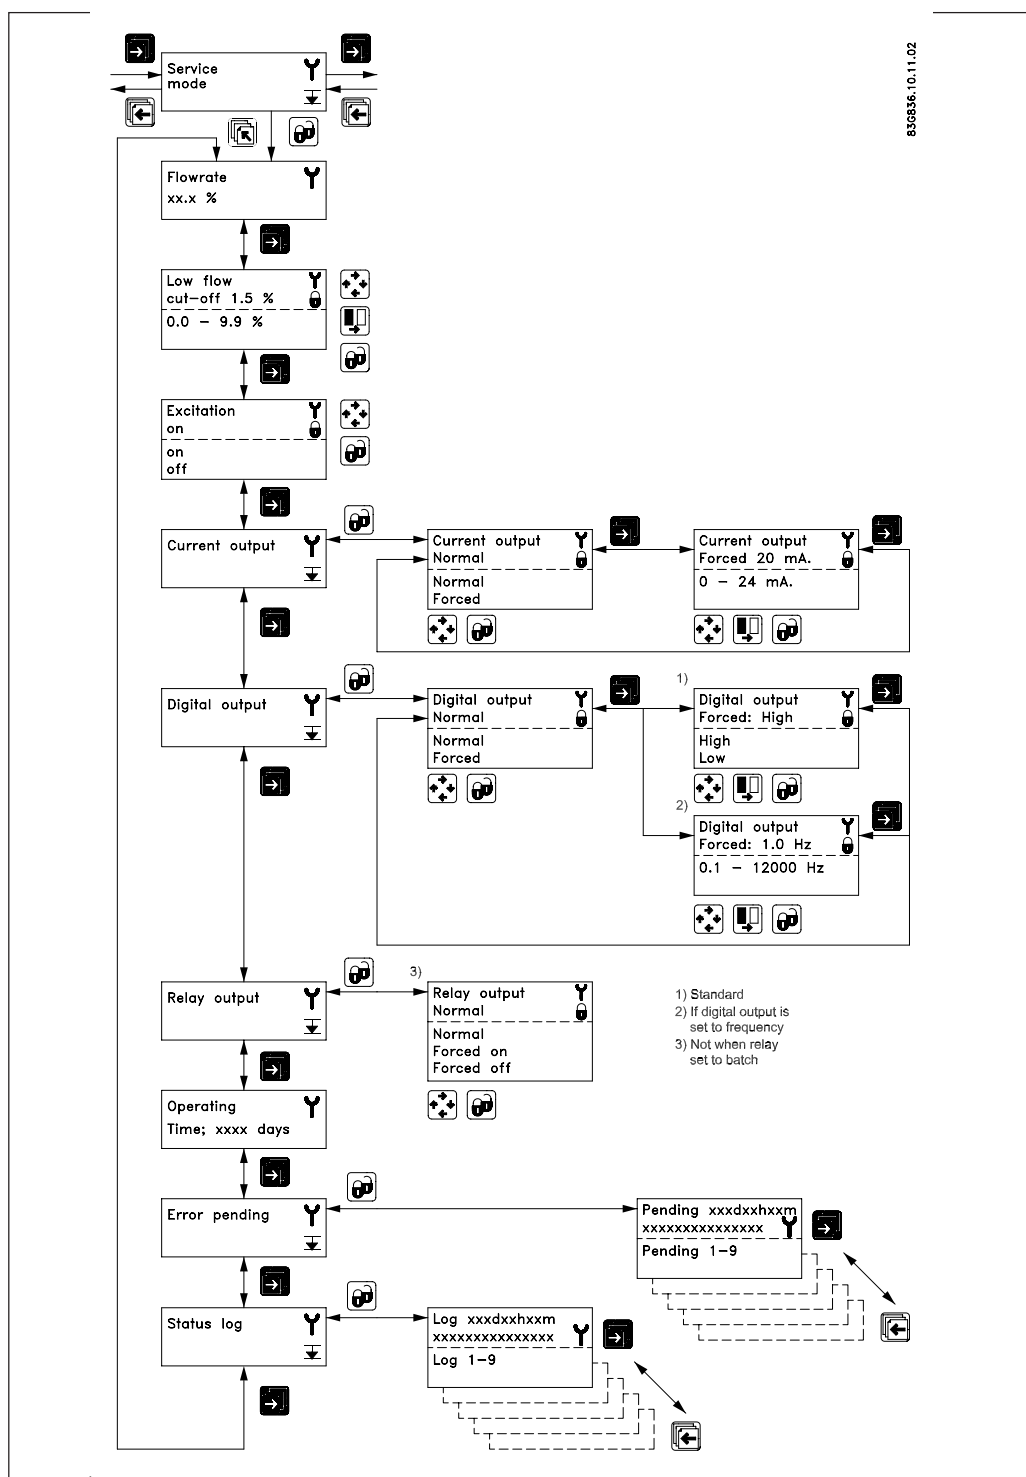 Service
mode
83G836.10.11.02
Flowrate
xx.x %
Low flow
cut-off 1.5 %
0.0 - 9.9 %
Excitation
on
on
off
Current output
Current output
Normal
Normal
Forced
Current output
Forced 20 mA.
0 - 24 mA.
Digital output
Digital output
Normal
Normal
Forced
1)
Digital output
Forced: High
High
Low
2)
Digital output
Forced: 1.0 Hz
0.1 - 12000 Hz
Relay output
3)
Relay output
Normal
Normal
Forced on
Forced off
1) Standard
2) If digital output is
set to frequency
3) Not when relay
set to batch
Operating
Time; xxxx days
Error pending
Pending xxxdxxhxxm
xxxxxxxxxxxxxxx
Pending 1-9
Status log
Log xxxdxxhxxm
xxxxxxxxxxxxxxx
Log 1-9